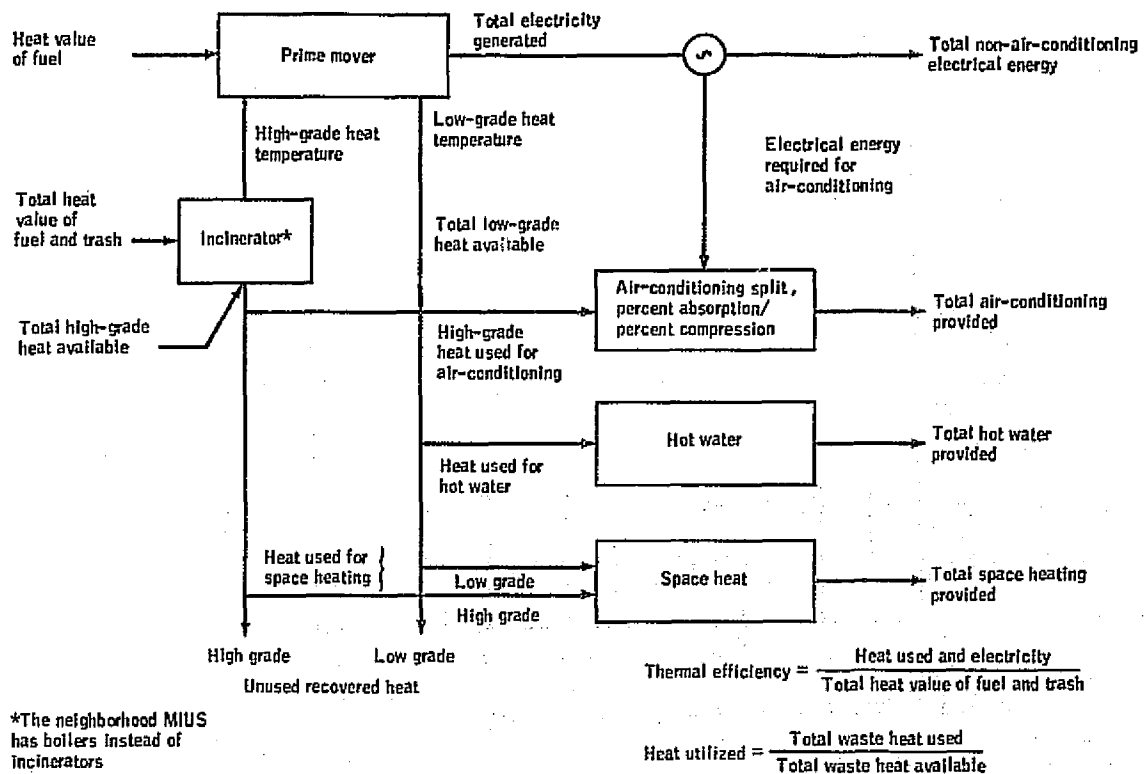 Heat value
of fuel
Prime mover
Total electricity
generated
Total non-air-conditioning
electrical energy
High-grade heat
temperature
Low-grade heat
temperature
Electrical energy
required for
air-conditioning
Total heat
value of
fuel and trash
Incinerator*
Total low-grade
heat available
Total high-grade
heat available
Air-conditioning split,
percent absorption/
percent compression
Total air-conditioning
provided
High-grade
heat used for
air-conditioning
Hot water
Total hot water
provided
Heat used for
hot water
Heat used for
space heating
Low grade
High grade
Space heat
Total space heating
provided
High grade
Low grade
Unused recovered heat
Thermal efficiency = Heat used and electricity
Total heat value of fuel and trash
*The neighborhood MIUS
has boilers instead of
incinerators
Heat utilized = Total waste heat used
Total waste heat available